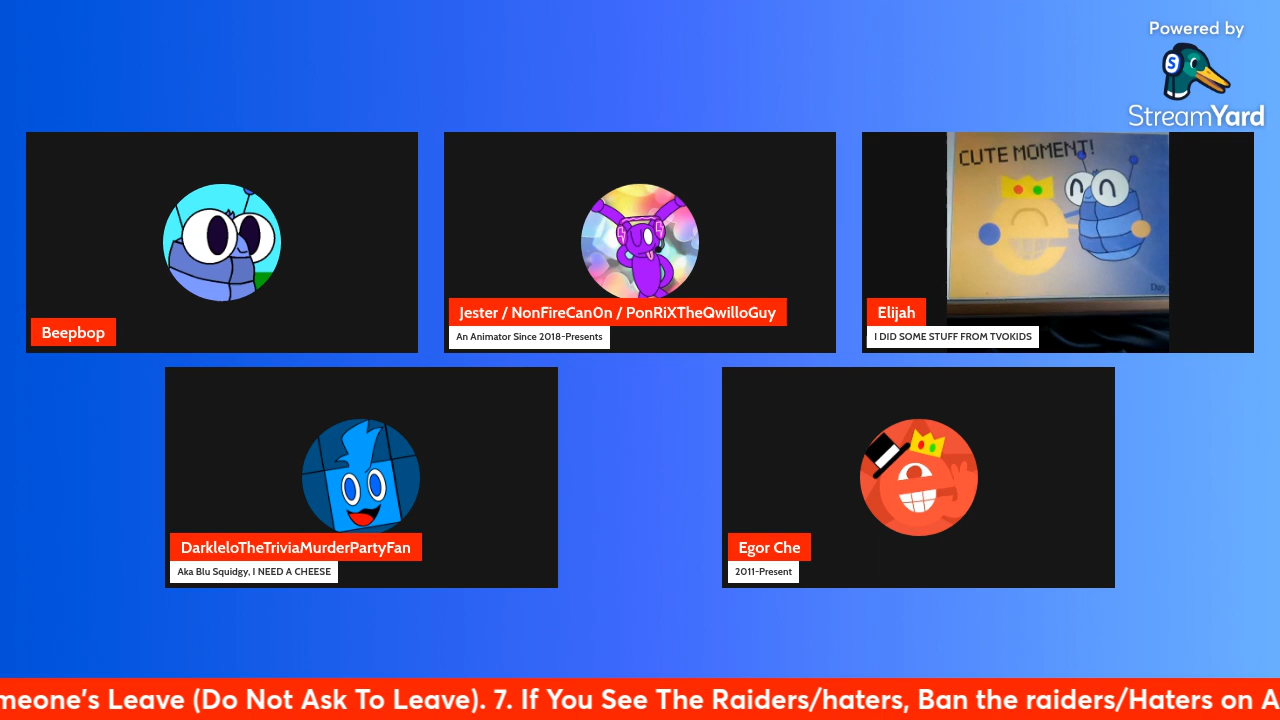 Powered by
StreamYard
CUTE MOMENT!
Day
Beepbop
Jester / NonFireCan0n / PonRiXTheQwilloGuy
An Animator Since 2018-Presents
Elijah
I DID SOME STUFF FROM TVOKIDS
DarkleloTheTriviaMurderPartyFan
Aka Blu Squidgy, I NEED A CHEESE
Egor Che
2011-Present
meone's Leave (Do Not Ask To Leave). 7. If You See The Raiders/haters, Ban the raiders/Haters on A